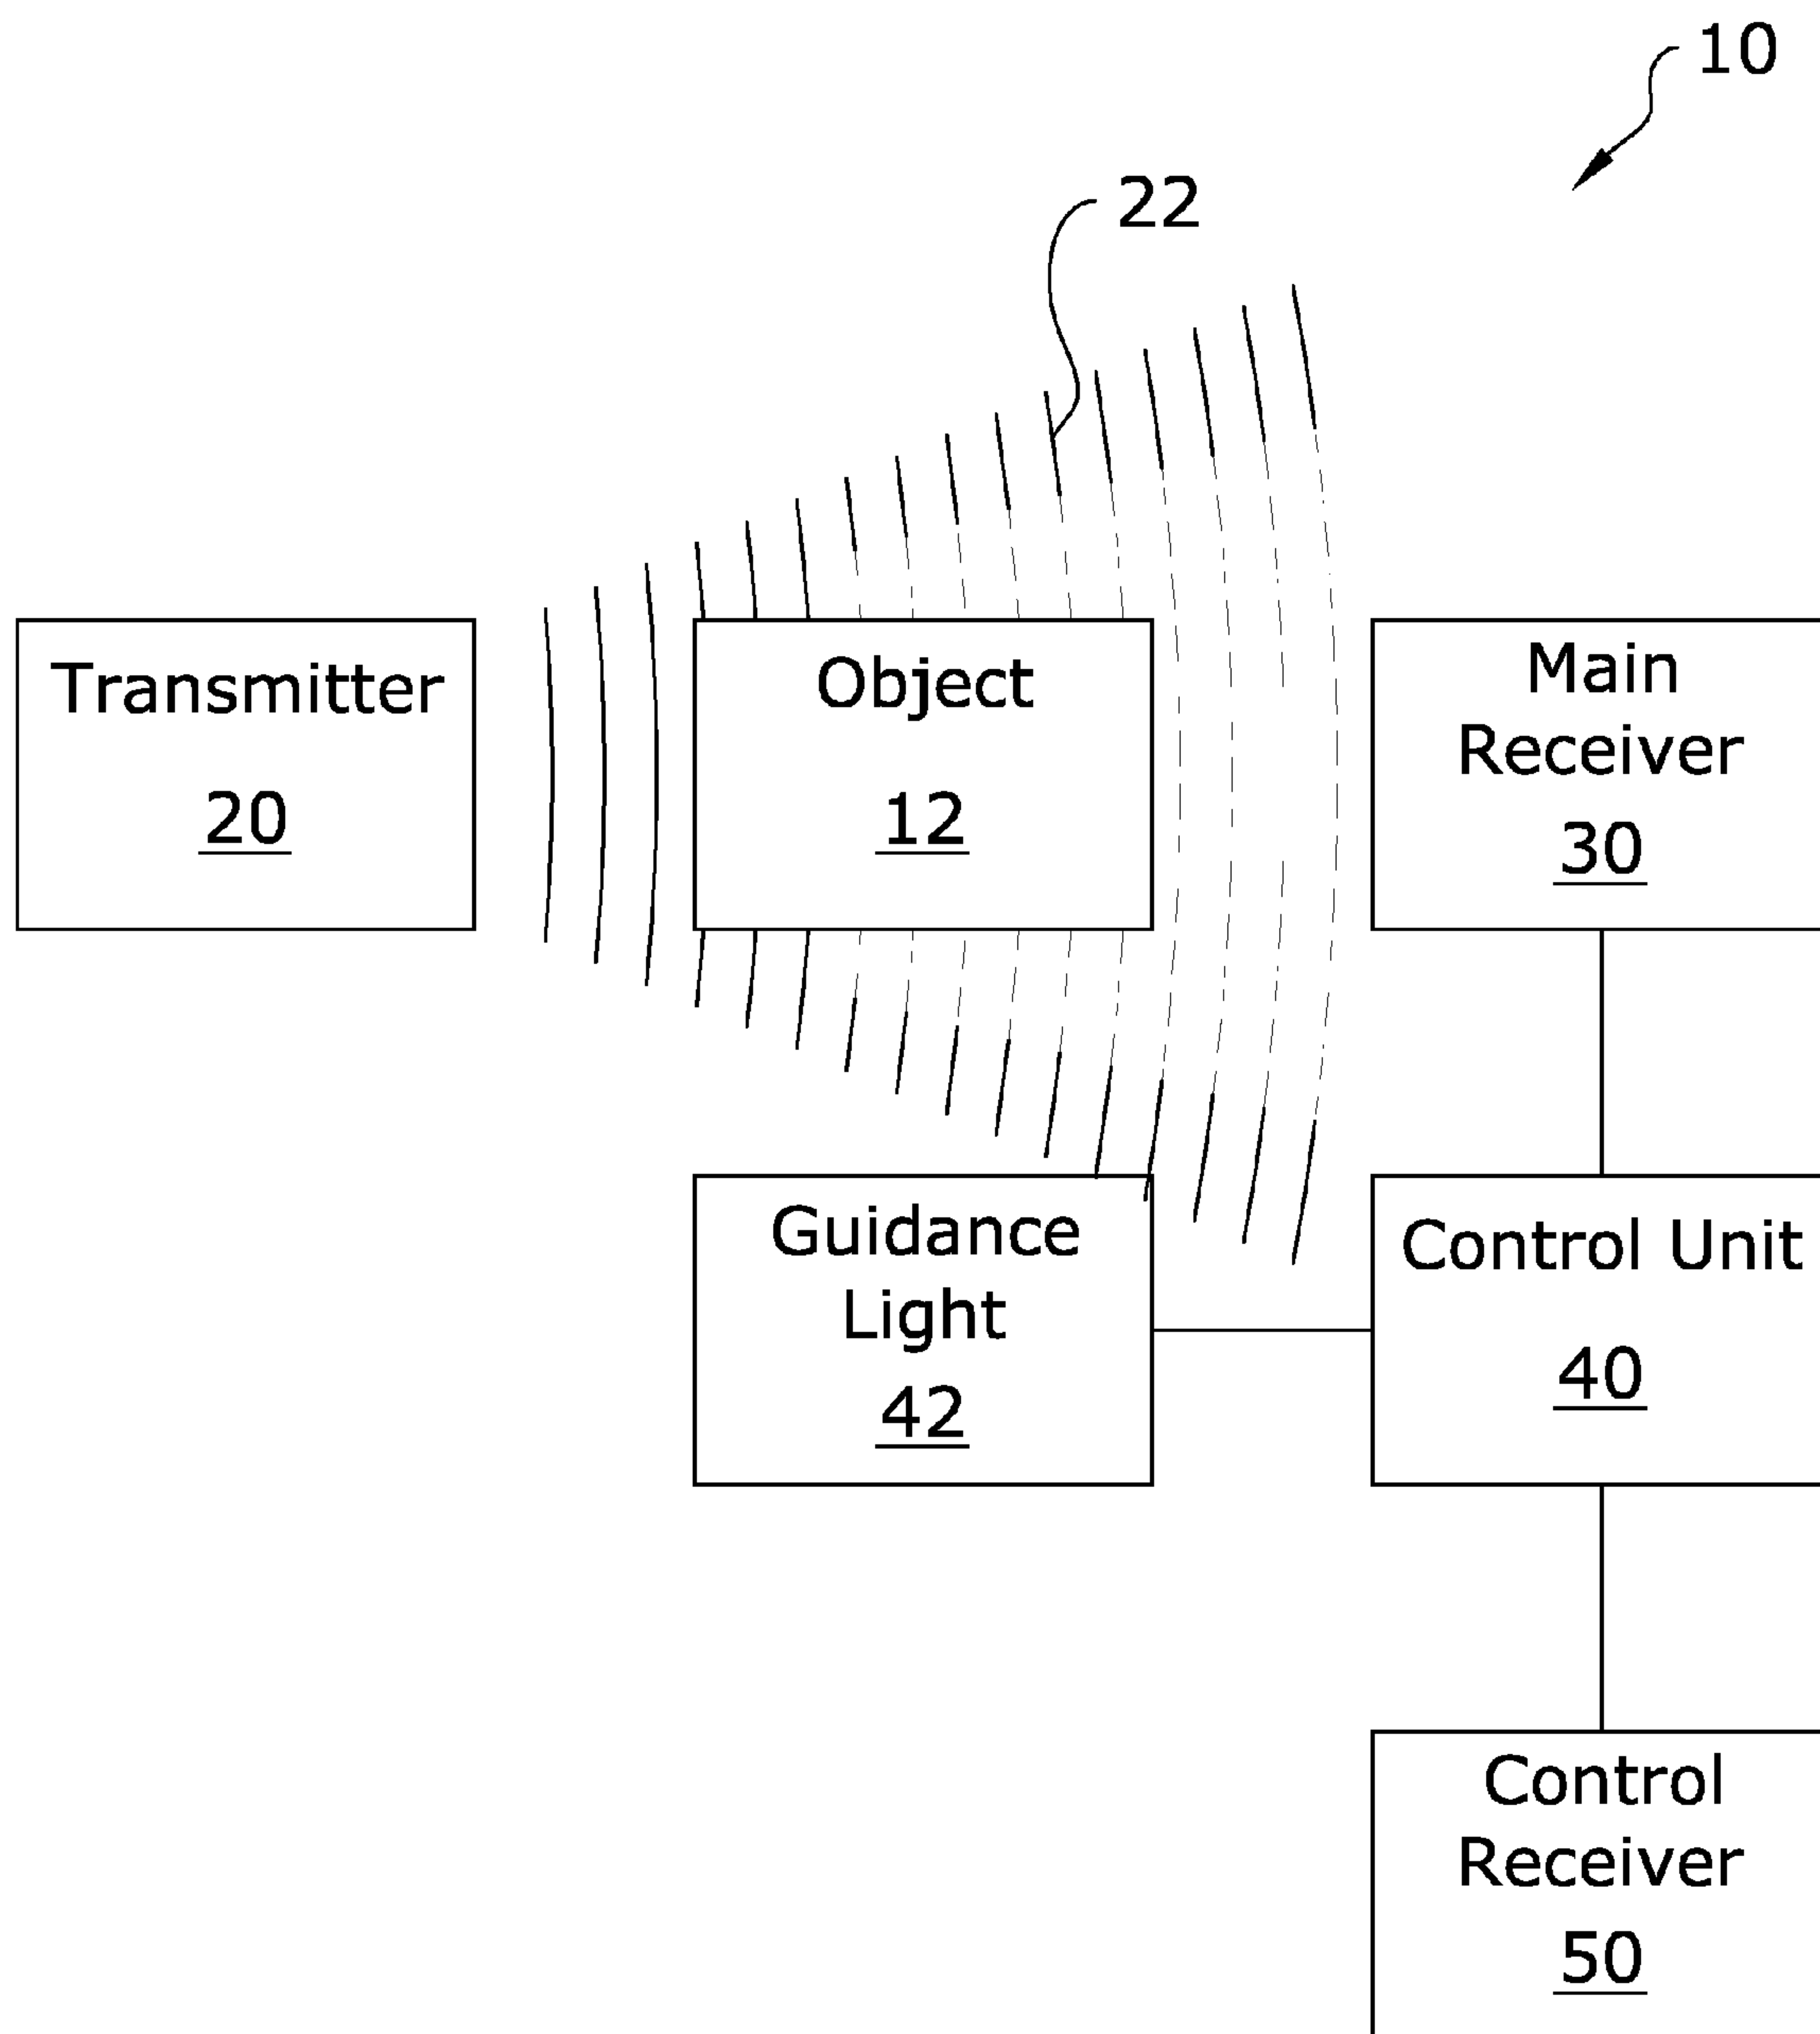 10
22
Transmitter
20
Object
12
Main
Receiver
30
Guidance
Light
42
Control Unit
40
Control
Receiver
50